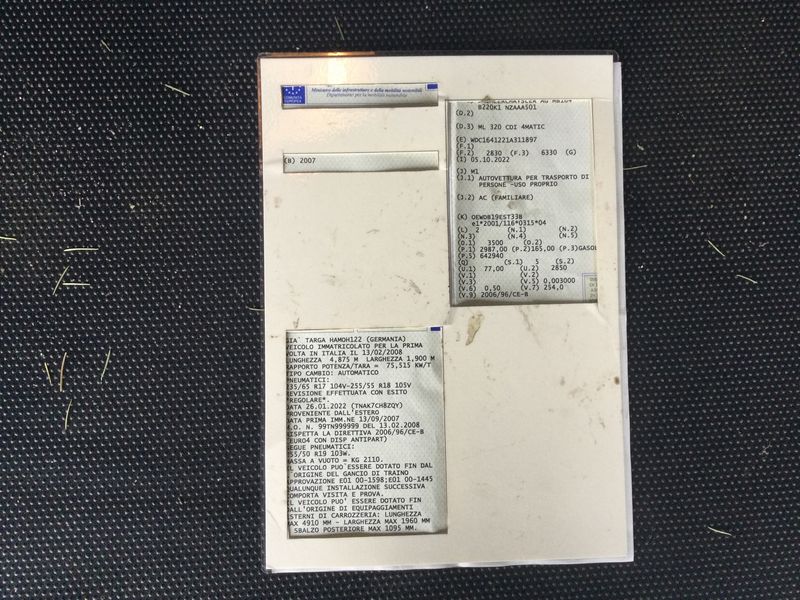 COMUNITÀ
EUROPEA
Ministero delle infrastrutture e della mobilità sostenibili
Dipartimento per la mobilità sostenibile
(B) 2007
B22QK1 NZAAA501
(D.2)
(D.3) ML 320 CDI 4MATIC
(E) WDC1641221A311897
(F.1)
(F.2) 2830 (F.3) 6330 (G)
(I) 05.10.2022
(J) M1
(J.1) AUTOVETTURA PER TRASPORTO DI
PERSONE -USO PROPRIO
(J.2) AC (FAMILIARE)
(K) OEWDB19EST33B
e1*2001/116*0315*04
(L) 2 (N.1) (N.2)
(N.3) (N.4) (N.5)
(O.1) 3500 (O.2)
(P.1) 2987,00 (P.2)165,00 (P.3)GASOL
(P.5) 642940
(Q) (S.1) 5 (S.2)
(U.1) 77,00 (U.2) 2850
(V.1) (V.2)
(V.3) (V.5) 0,003000
(V.6) 0,50 (V.7) 254,0
(V.9) 2006/96/CE-B
GIA' TARGA HAMOH122 (GERMANIA)
VEICOLO IMMATRICOLATO PER LA PRIMA
VOLTA IN ITALIA IL 13/02/2008
LUNGHEZZA 4,875 M LARGHEZZA 1,900 M
RAPPORTO POTENZA/TARA = 75,515 KW/T
TIPO CAMBIO: AUTOMATICO
PNEUMATICI:
235/65 R17 104V-255/55 R18 105V
REVISIONE EFFETTUATA CON ESITO
*REGOLARE*.
DATA 26.01.2022 (TNAK7CHBZQY)
PROVENIENTE DALL'ESTERO
DATA PRIMA IMM.NE 13/09/2007
M.O. N. 99TN999999 DEL 13.02.2008
RISPETTA LA DIRETTIVA 2006/96/CE-B
(EURO4 CON DISP ANTIPART)
SEGUE PNEUMATICI:
255/50 R19 103W.
MASSA A VUOTO = KG 2110.
IL VEICOLO PUO`ESSERE DOTATO FIN DAL
L'ORIGINE DEL GANCIO DI TRAINO
APPROVAZIONE E01 00-1598;E01 00-1445
QUALUNQUE INSTALLAZIONE SUCCESSIVA
COMPORTA VISITA E PROVA.
IL VEICOLO PUO' ESSERE DOTATO FIN
DALL'ORIGINE DI EQUIPAGGIAMENTI
ESTERNI DI CARROZZERIA: LUNGHEZZA
MAX 4910 MM - LARGHEZZA MAX 1960 MM
SBALZO POSTERIORE MAX 1095 MM.